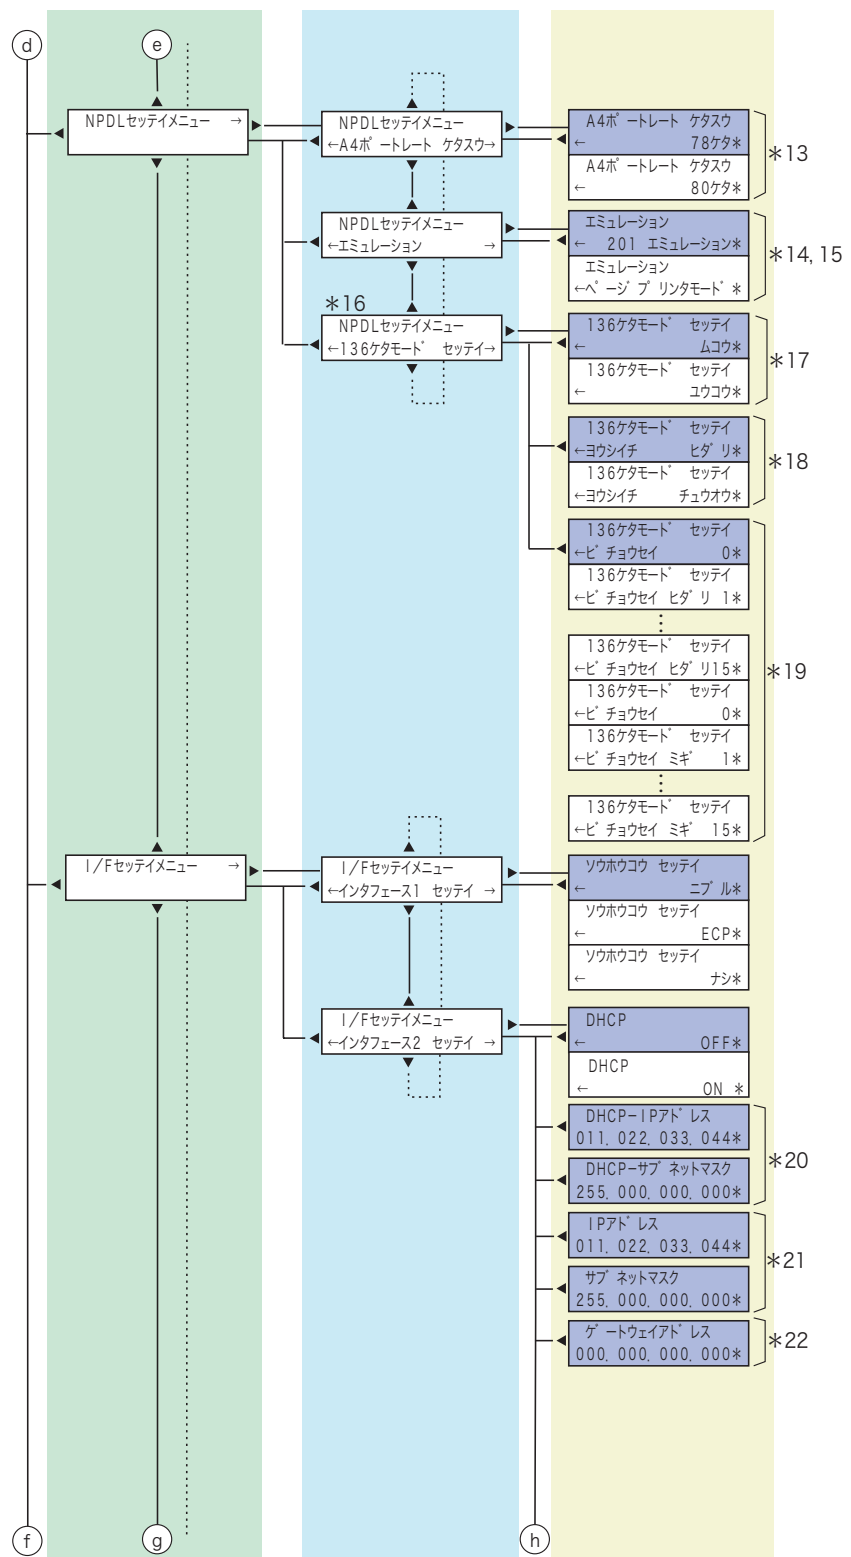 d
e
NPDLセッテイメニュー →
NPDLセッテイメニュー
←A4ポートレート ケタスウ→
A4ポートレート ケタスウ
← 78ケタ*
A4ポートレート ケタスウ
← 80ケタ*
*13
NPDLセッテイメニュー
←エミュレーション →
エミュレーション
← 201 エミュレーション*
エミュレーション
←ページプリンタモード*
*14, 15
*16
NPDLセッテイメニュー
←136ケタモード セッテイ→
136ケタモード セッテイ
← ムコウ*
136ケタモード セッテイ
← ユウコウ*
*17
136ケタモード セッテイ
←ヨウシイチ ヒダリ*
136ケタモード セッテイ
←ヨウシイチ チュウオウ*
*18
136ケタモード セッテイ
←ビチョウセイ 0*
136ケタモード セッテイ
←ビチョウセイ ヒダリ 1*
136ケタモード セッテイ
←ビチョウセイ ヒダリ15*
136ケタモード セッテイ
←ビチョウセイ 0*
136ケタモード セッテイ
←ビチョウセイ ミギ 1*
136ケタモード セッテイ
←ビチョウセイ ミギ 15*
*19
I/Fセッテイメニュー →
I/Fセッテイメニュー
←インタフェース1 セッテイ →
ソウホウコウ セッテイ
← ニブル*
ソウホウコウ セッテイ
← ECP*
ソウホウコウ セッテイ
← ナシ*
I/Fセッテイメニュー
←インタフェース2 セッテイ →
DHCP
← OFF*
DHCP
← ON *
DHCP-IPアドレス
011.022.033.044*
DHCP-サブネットマスク
255.000.000.000*
*20
IPアドレス
011.022.033.044*
サブネットマスク
255.000.000.000*
*21
ゲートウェイアドレス
000.000.000.000*
*22
f
g
h